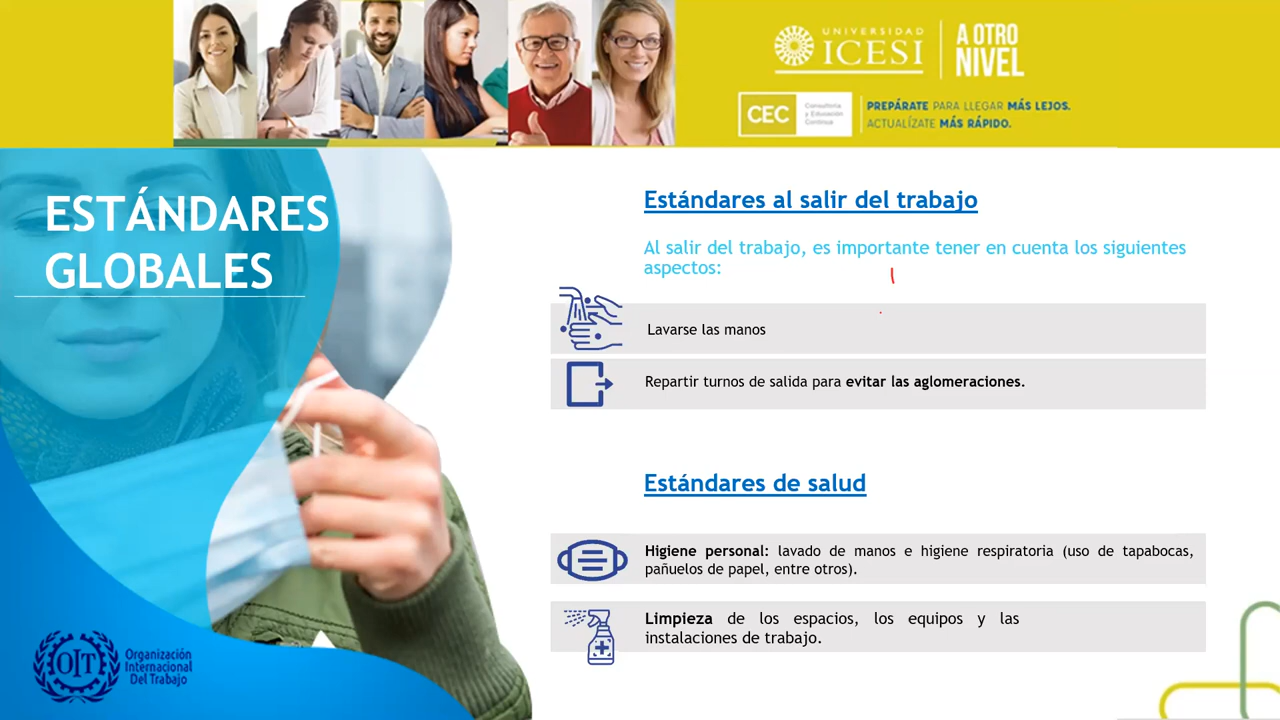 UNIVERSIDAD
ICESI
A OTRO
NIVEL
CEC
Consultoría
y Educación
Continua
PREPÁRATE PARA LLEGAR MÁS LEJOS.
ACTUALÍZATE MÁS RÁPIDO.
ESTÁNDARES
GLOBALES
Estándares al salir del trabajo
Al salir del trabajo, es importante tener en cuenta los siguientes
aspectos:
Lavarse las manos
Repartir turnos de salida para evitar las aglomeraciones.
Estándares de salud
Higiene personal: lavado de manos e higiene respiratoria (uso de tapabocas,
pañuelos de papel, entre otros).
Limpieza de los espacios, los equipos y las
instalaciones de trabajo.
OIT
Organización
Internacional
Del Trabajo